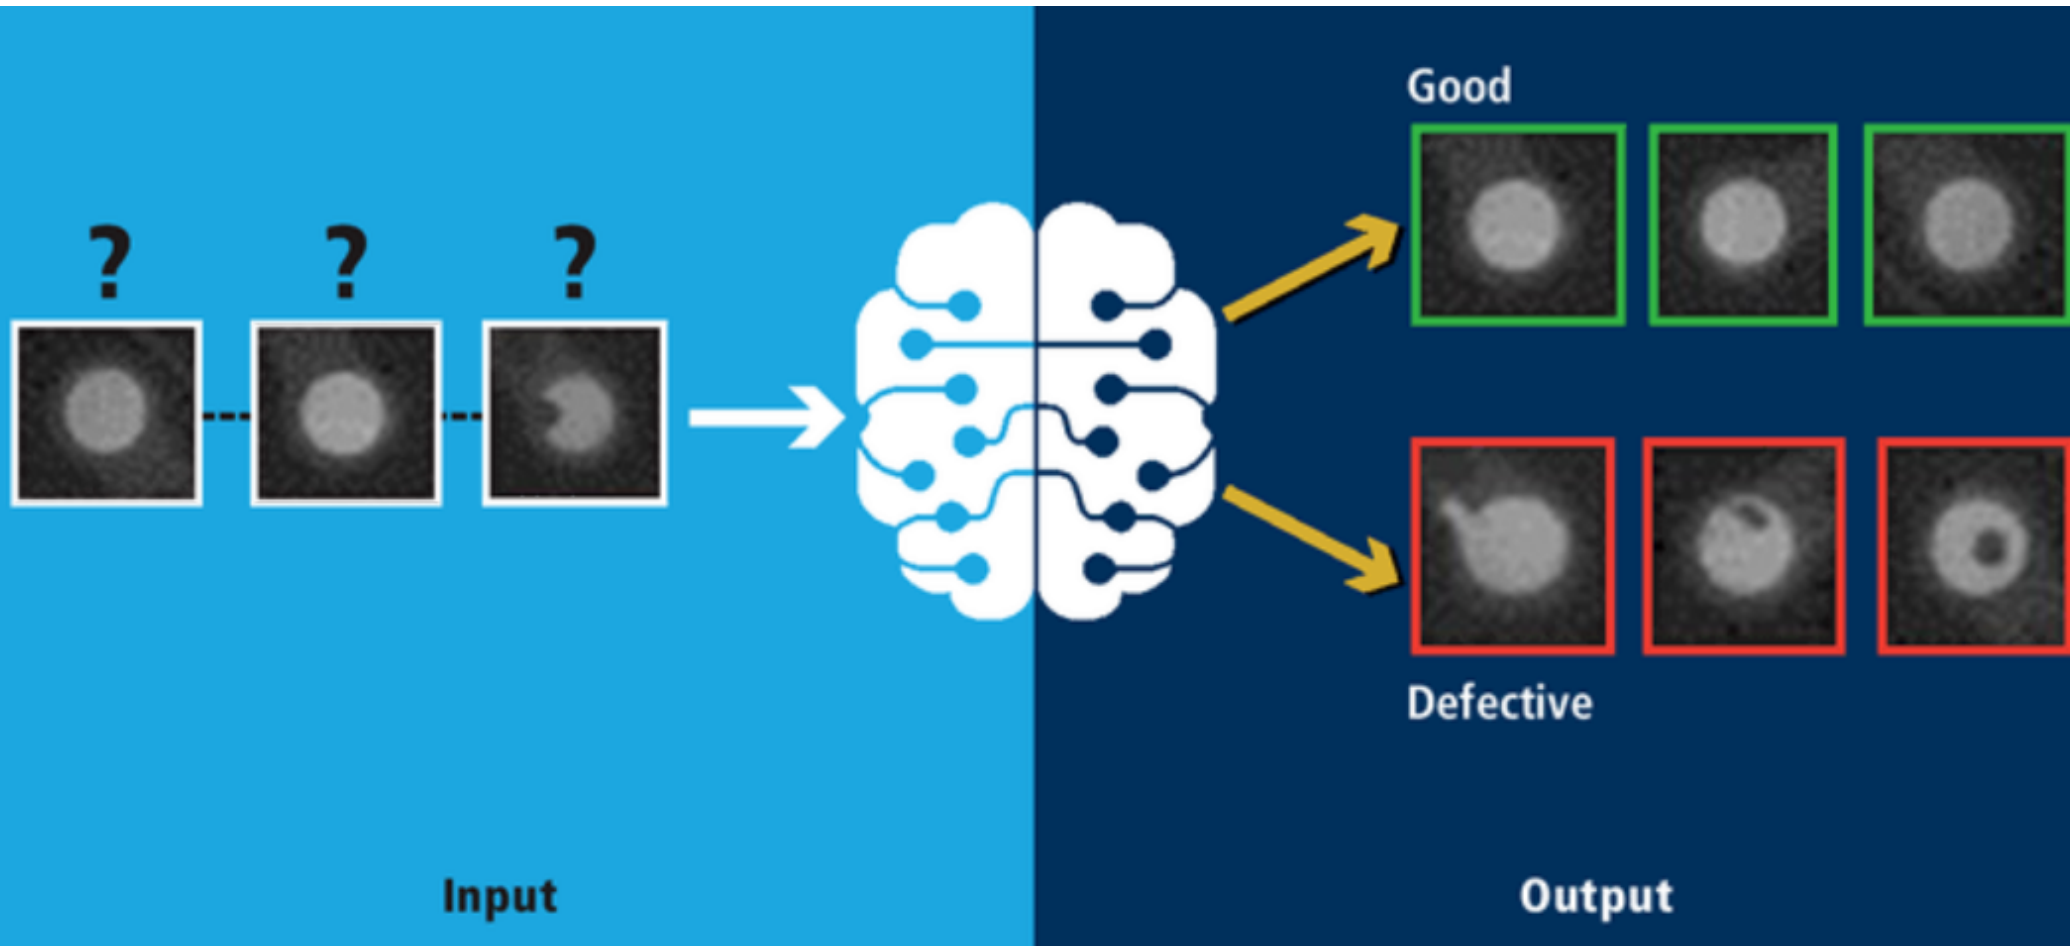 Good
? ? ?
Defective
Input
Output